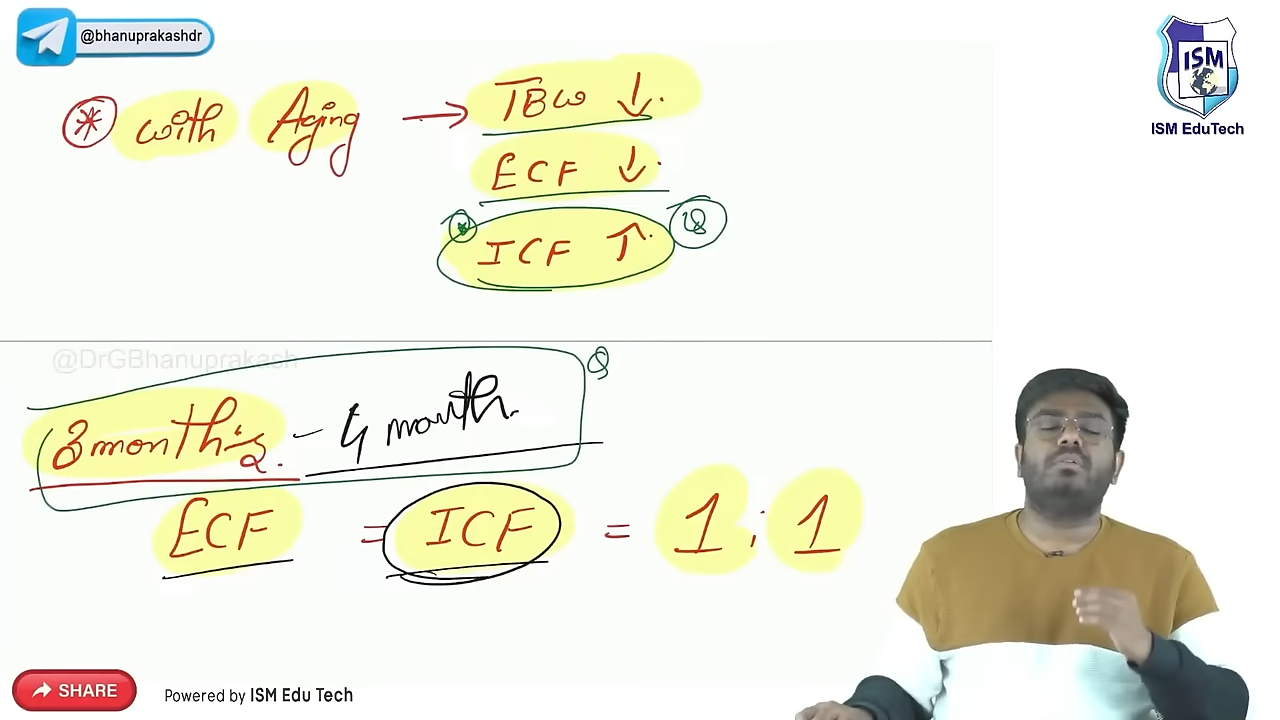 @bhanuprakashdr
ISM
ISM EduTech
with Aging → TBW ↓.
ECF ↓.
ICF ↑.
@DrGBhanuprakash
3 months - 4 month.
ECF = ICF = 1 : 1
SHARE
Powered by ISM Edu Tech